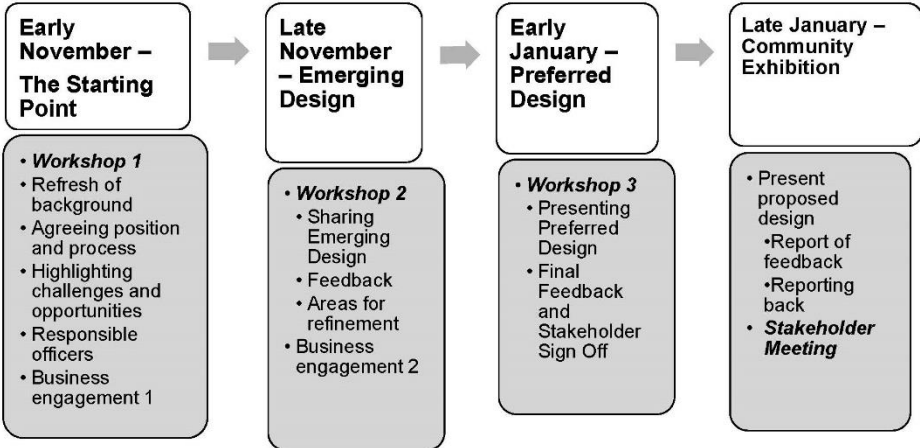 Early
November –
The Starting
Point
• Workshop 1
• Refresh of
background
• Agreeing position
and process
• Highlighting
challenges and
opportunities
• Responsible
officers
• Business
engagement 1
Late
November
– Emerging
Design
• Workshop 2
• Sharing
Emerging
Design
• Feedback
• Areas for
refinement
• Business
engagement 2
Early
January –
Preferred
Design
• Workshop 3
• Presenting
Preferred
Design
• Final
Feedback
and
Stakeholder
Sign Off
Late January –
Community
Exhibition
• Present
proposed
design
•Report of
feedback
•Reporting
back
• Stakeholder
Meeting